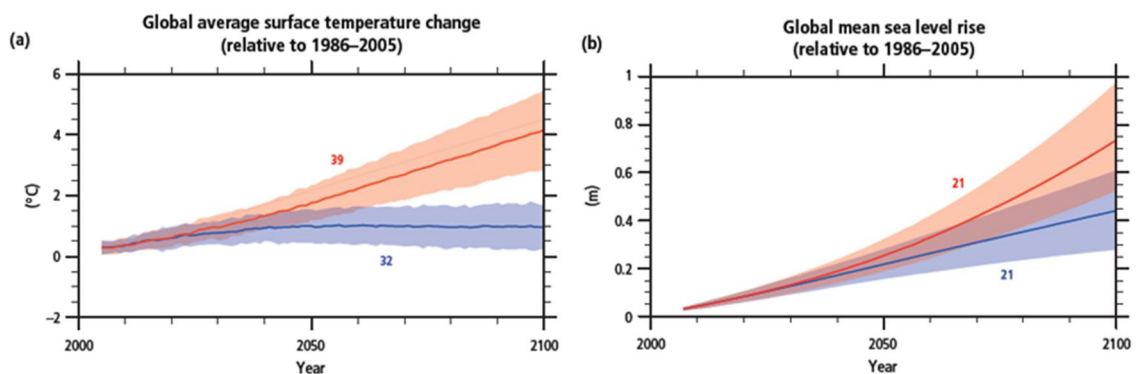 (a)
Global average surface temperature change
(relative to 1986–2005)
6
4
2
0
–2
(°C)
39
32
2000
2050
2100
Year
(b)
Global mean sea level rise
(relative to 1986–2005)
1
0.8
0.6
0.4
0.2
0
(m)
21
21
2000
2050
2100
Year